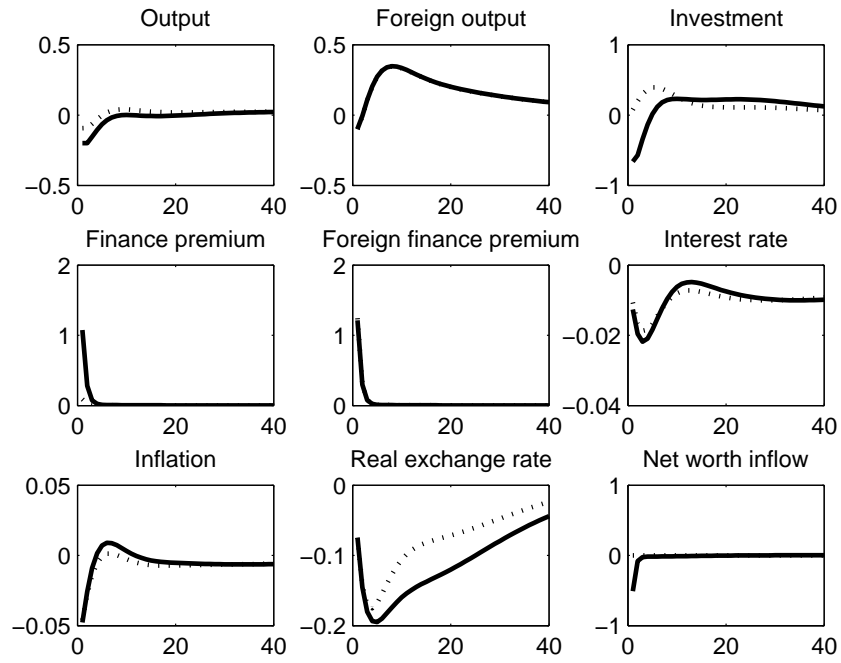 Output
0.5
0
−0.5
0 20 40
Foreign output
0.5
0
0.5
0 20 40
Investment
1
0
−1
0 20 40
Finance premium
2
1
0
0 20 40
Foreign finance premium
2
1
0
0 20 40
Interest rate
0
−0.02
−0.04
0 20 40
Inflation
0.05
0
−0.05
0 20 40
Real exchange rate
0
−0.1
−0.2
0 20 40
Net worth inflow
1
0
−1
0 20 40